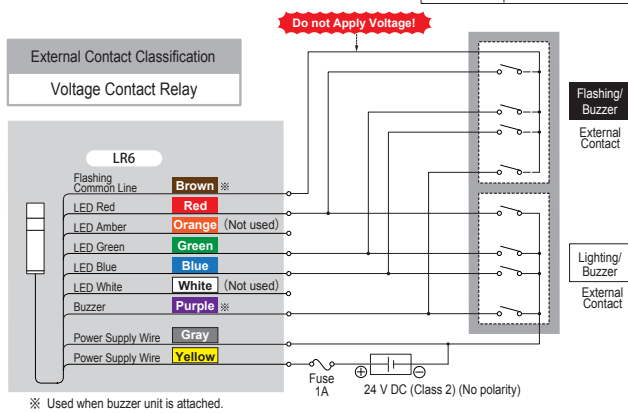 Do not Apply Voltage!
External Contact Classification
Voltage Contact Relay
LR6
Flashing
Common Line
Brown ※
LED Red
Red
LED Amber
Orange (Not used)
LED Green
Green
LED Blue
Blue
LED White
White (Not used)
Buzzer
Purple ※
Power Supply Wire
Gray
Power Supply Wire
Yellow
Fuse
1A
⊕
⊖
24 V DC (Class 2) (No polarity)
Flashing/
Buzzer
External
Contact
Lighting/
Buzzer
External
Contact
※ Used when buzzer unit is attached.